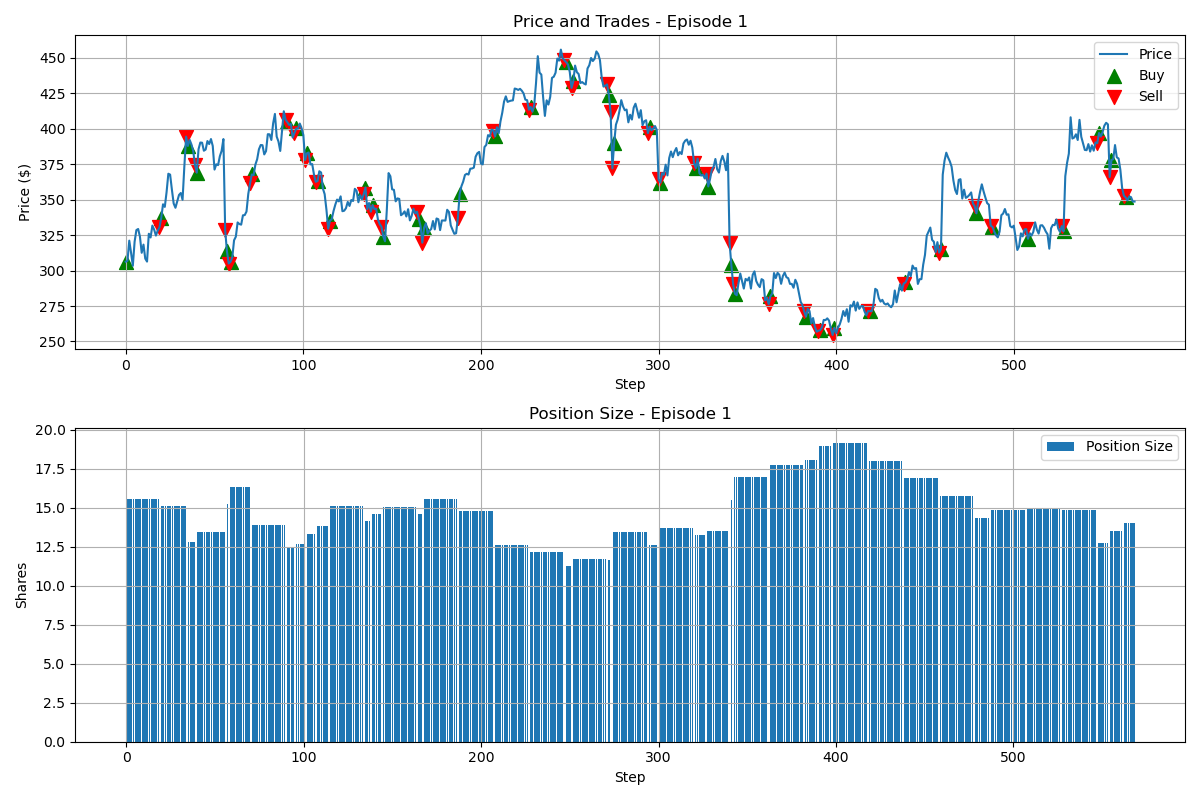 Price and Trades - Episode 1
Price ($)
450
425
400
375
350
325
300
275
250
Price
Buy
Sell
0 100 200 300 400 500
Step
Position Size - Episode 1
Shares
20.0
17.5
15.0
12.5
10.0
7.5
5.0
2.5
0.0
Position Size
0 100 200 300 400 500
Step